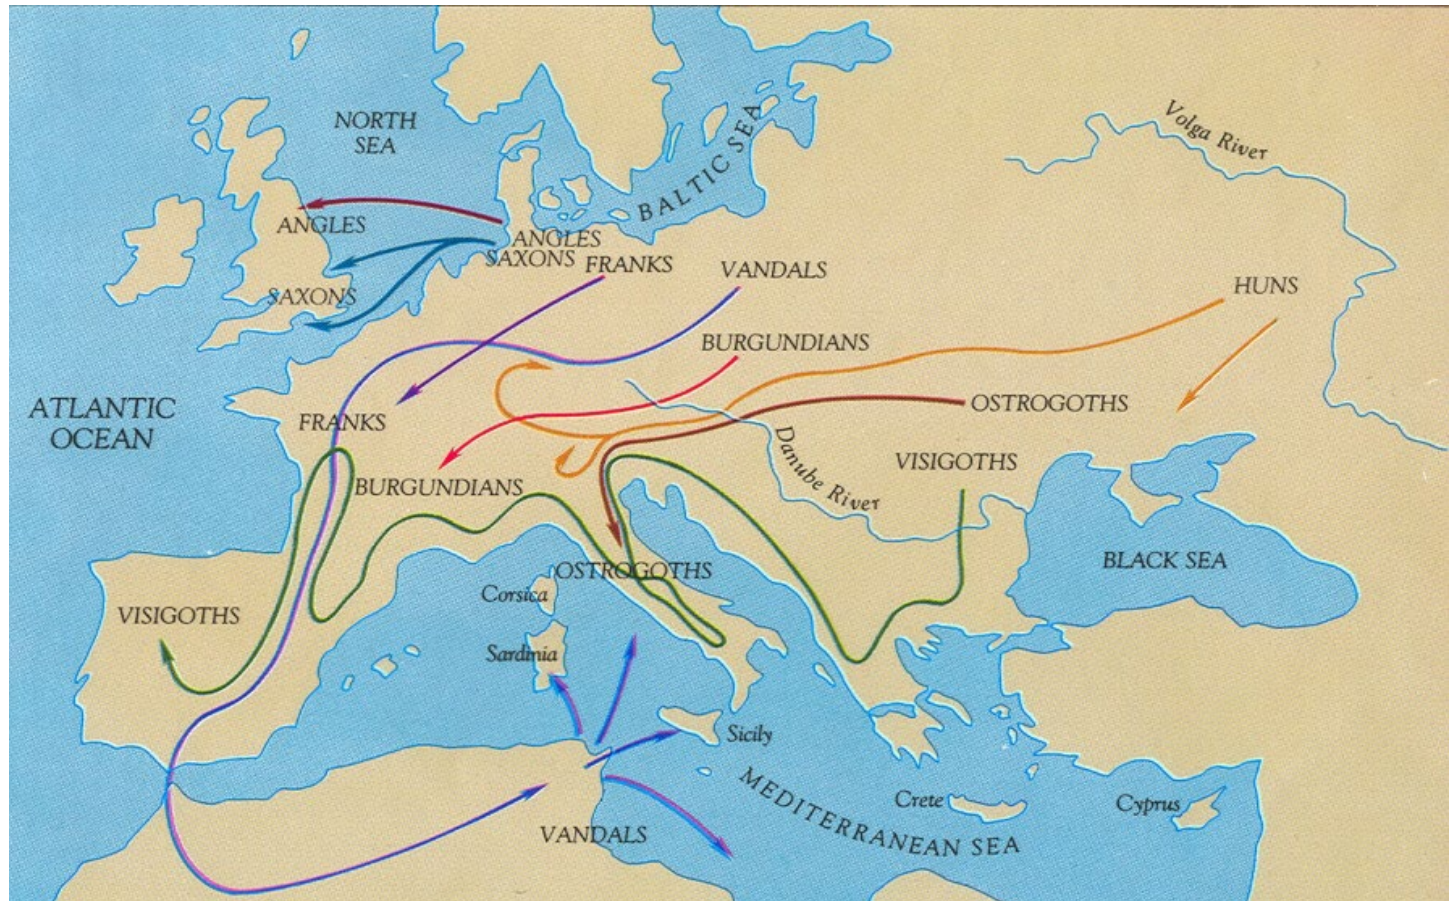 Volga River
NORTH
SEA
BALTIC SEA
ANGLES
ANGLES
SAXONS
FRANKS
VANDALS
HUNS
SAXONS
BURGUNDIANS
ATLANTIC
OCEAN
FRANKS
OSTROGOTHS
Danube River
VISIGOTHS
BURGUNDIANS
BLACK SEA
OSTROGOTHS
Corsica
VISIGOTHS
Sardinia
Sicily
MEDITERRANEAN SEA
Crete
Cyprus
VANDALS